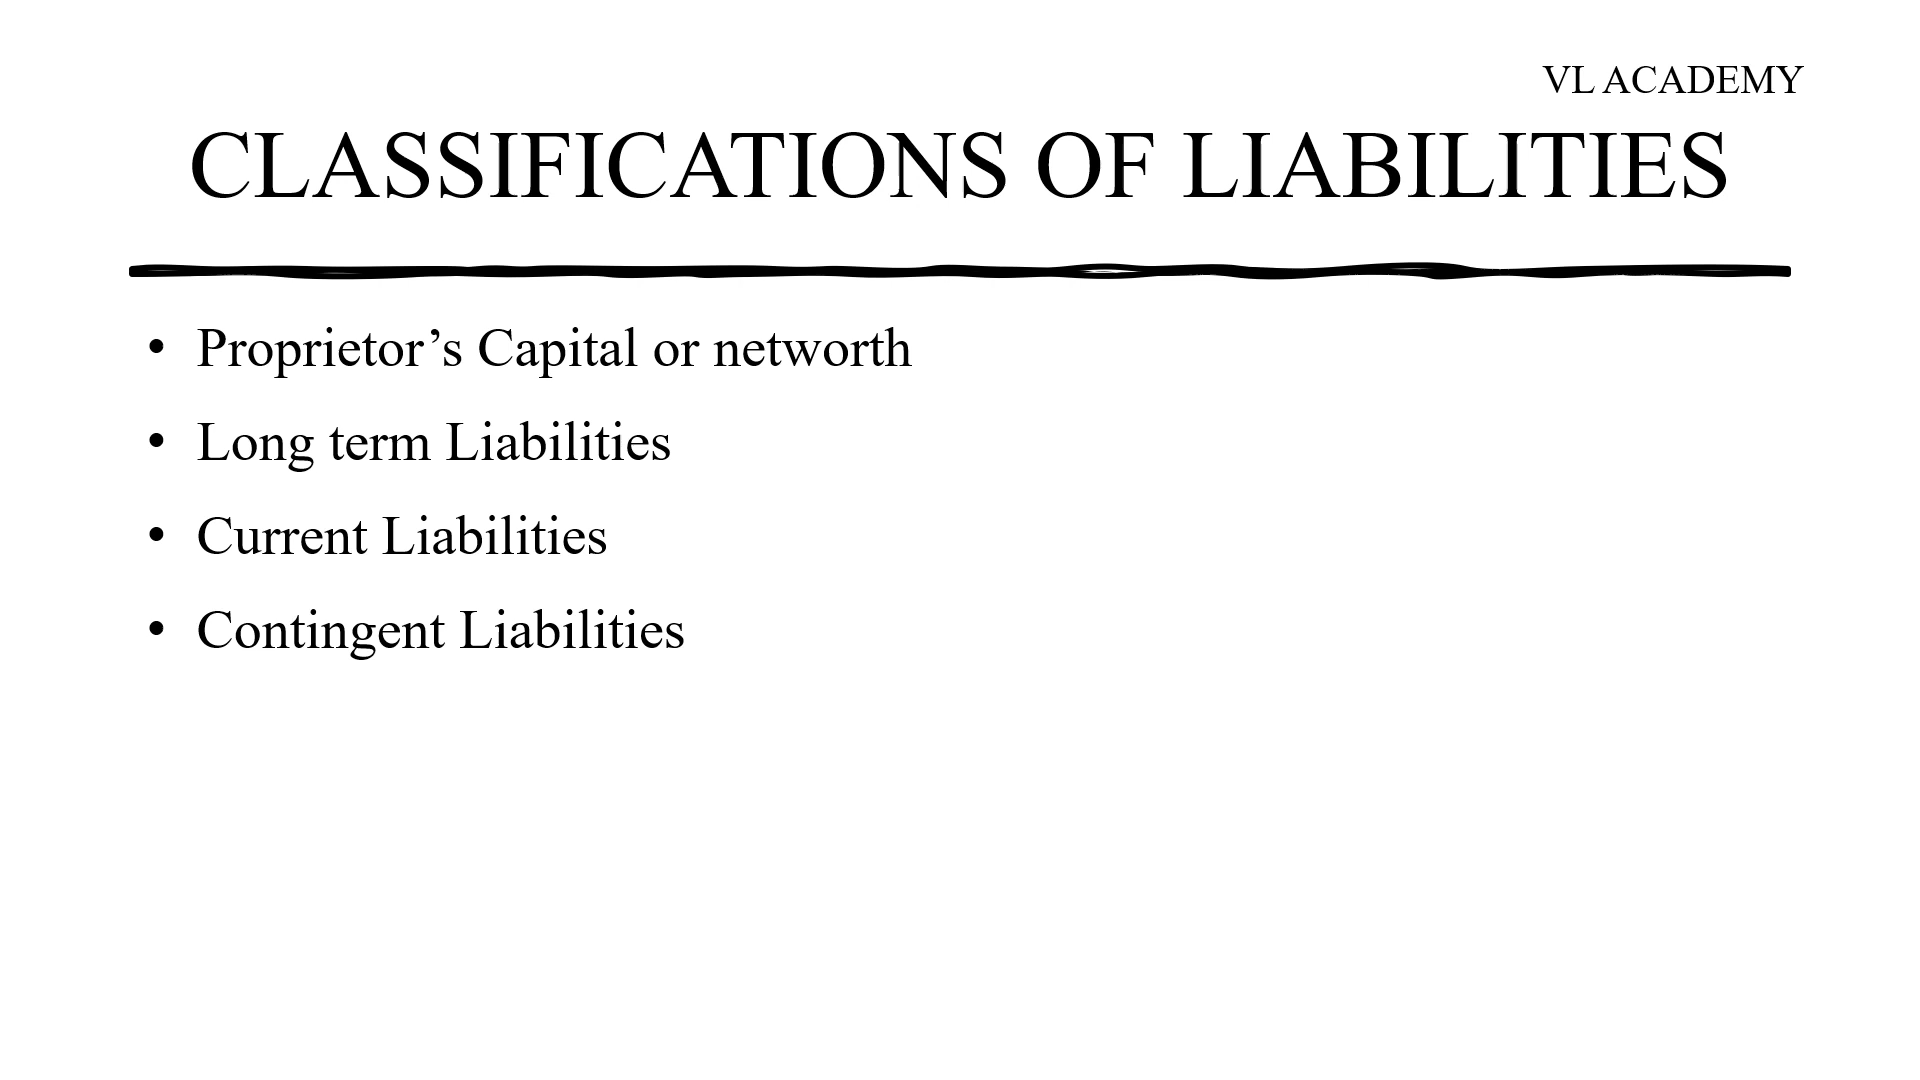 VL ACADEMY
CLASSIFICATIONS OF LIABILITIES
• Proprietor’s Capital or networth
• Long term Liabilities
• Current Liabilities
• Contingent Liabilities